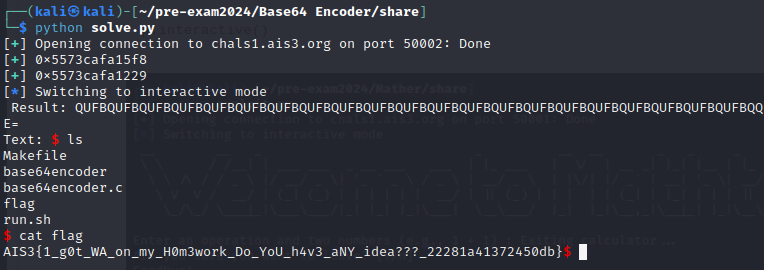 ┌──(kali㉿kali)-[~/pre-exam2024/Base64 Encoder/share]
└─$ python solve.py
[+] Opening connection to chals1.ais3.org on port 50002: Done
[+] 0×5573cafa15f8
[+] 0×5573cafa1229
[*] Switching to interactive mode
Result: QUFBQUFBQUFBQUFBQUFBQUFBQUFBQUFBQUFBQUFBQUFBQUFBQUFBQUFBQUFBQUFBQUFBQUFBQUFBQUFBQUFBQUFBQUFBQQ
E=
Text: $ ls
Makefile
base64encoder
base64encoder.c
flag
run.sh
$ cat flag
AIS3{1_g0t_WA_on_my_H0m3work_Do_YoU_h4v3_aNY_idea???_22281a41372450db}$